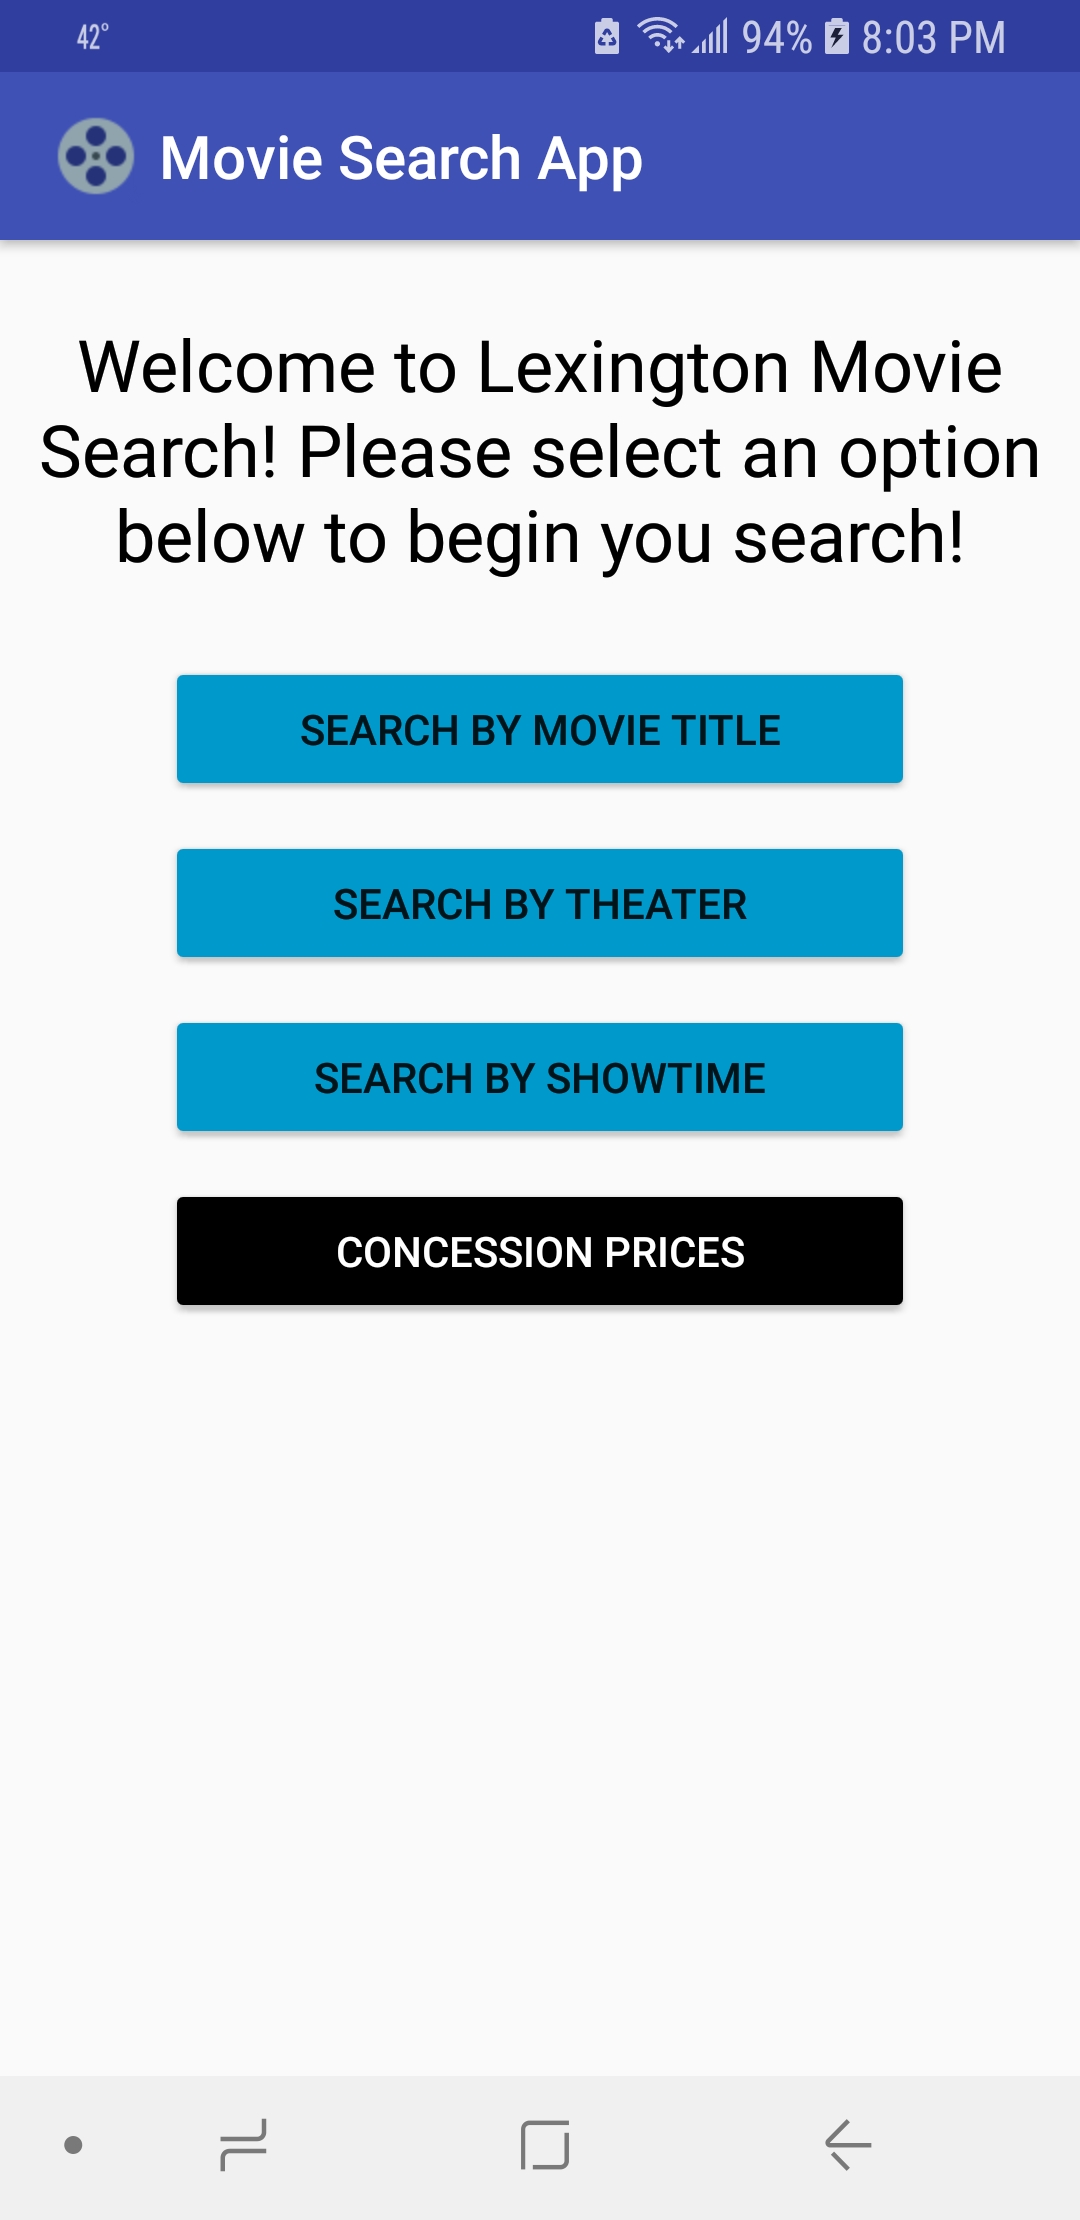 42°
94%
8:03 PM
Movie Search App
Welcome to Lexington Movie
Search! Please select an option
below to begin you search!
SEARCH BY MOVIE TITLE
SEARCH BY THEATER
SEARCH BY SHOWTIME
CONCESSION PRICES